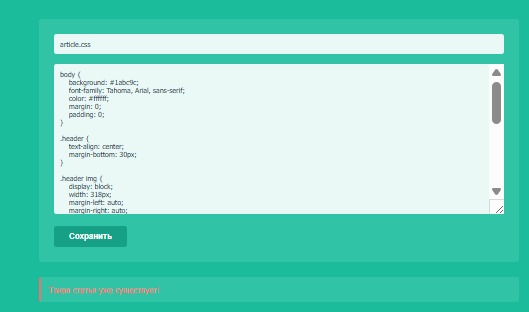 article.css
body {
background: #1abc9c;
font-family: Tahoma, Arial, sans-serif;
color: #ffffff;
margin: 0;
padding: 0;
}
.header {
text-align: center;
margin-bottom: 30px;
}
.header img {
display: block;
width: 318px;
margin-left: auto;
margin-right: auto;
Сохранить
Такая статья уже существует!